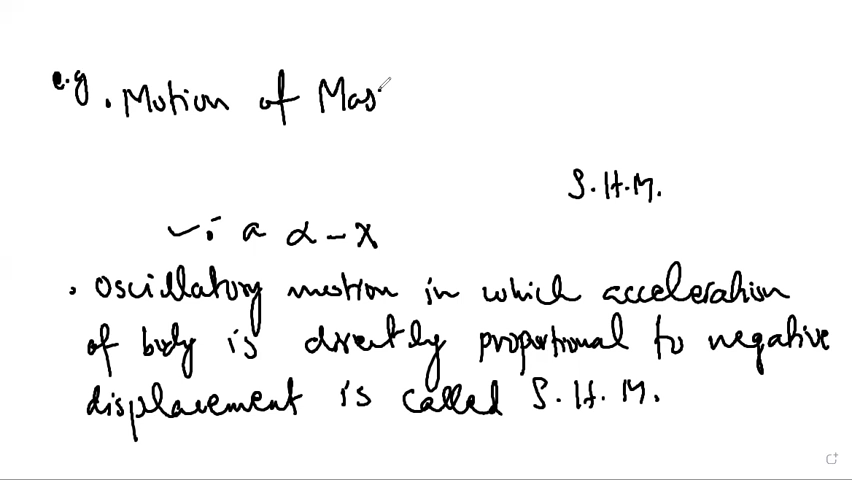 e.g . Motion of Mas
S.H.M.
✓ : a α - x
. Oscillatory motion in which acceleration
of body is directly proportional to negative
displacement is called S.H.M.